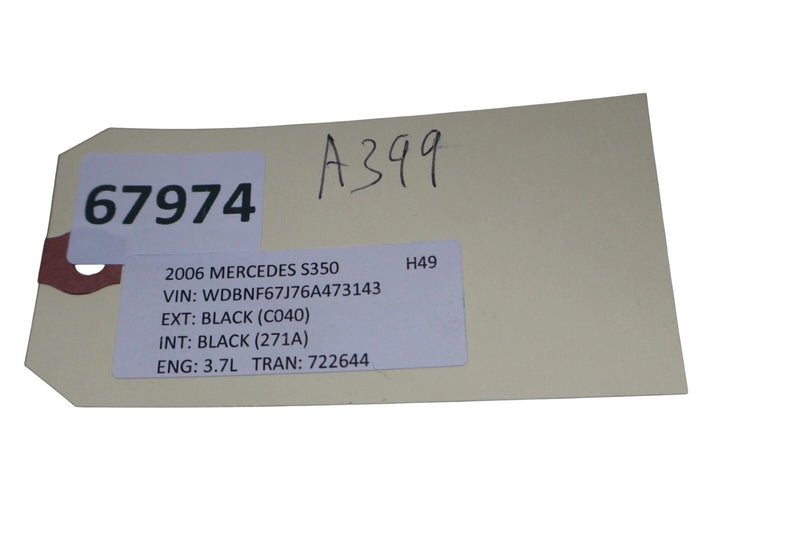 A399
67974
2006 MERCEDES S350 H49
VIN: WDBNF67J76A473143
EXT: BLACK (C040)
INT: BLACK (271A)
ENG: 3.7L TRAN: 722644